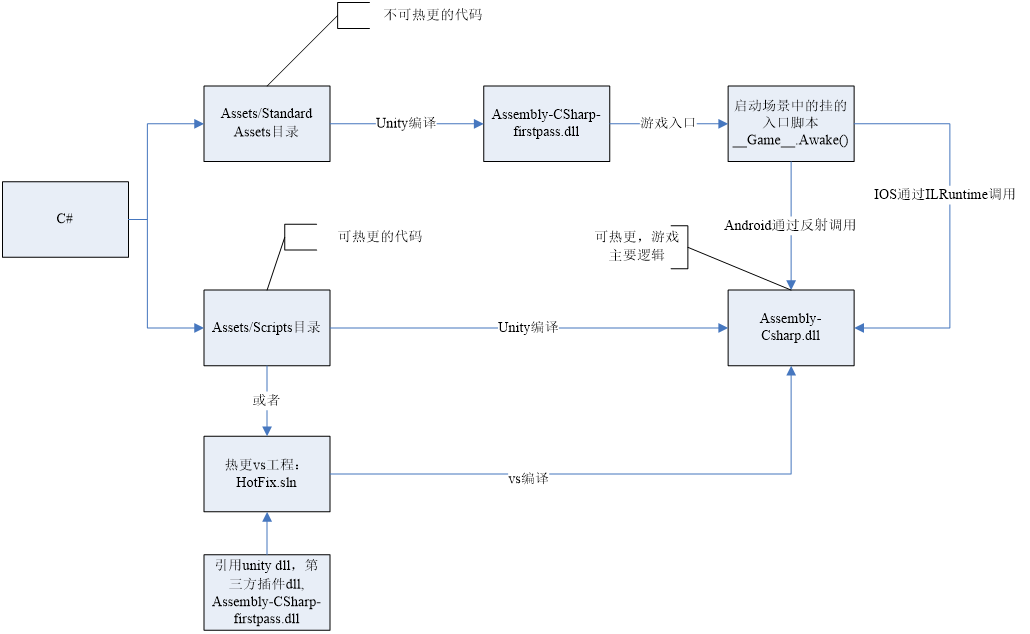 不可热更的代码
Assets/Standard
Assets目录
Unity编译
Assembly-CSharp-
firstpass.dll
游戏入口
启动场景中的挂的
入口脚本
__Game__.Awake()
C#
IOS通过ILRuntime调用
Android通过反射调用
可热更的代码
可热更，游戏
主要逻辑
Assets/Scripts目录
Unity编译
Assembly-
Csharp.dll
或者
热更vs工程：
HotFix.sln
vs编译
引用unity dll，第
三方插件dll,
Assembly-CSharp-
firstpass.dll